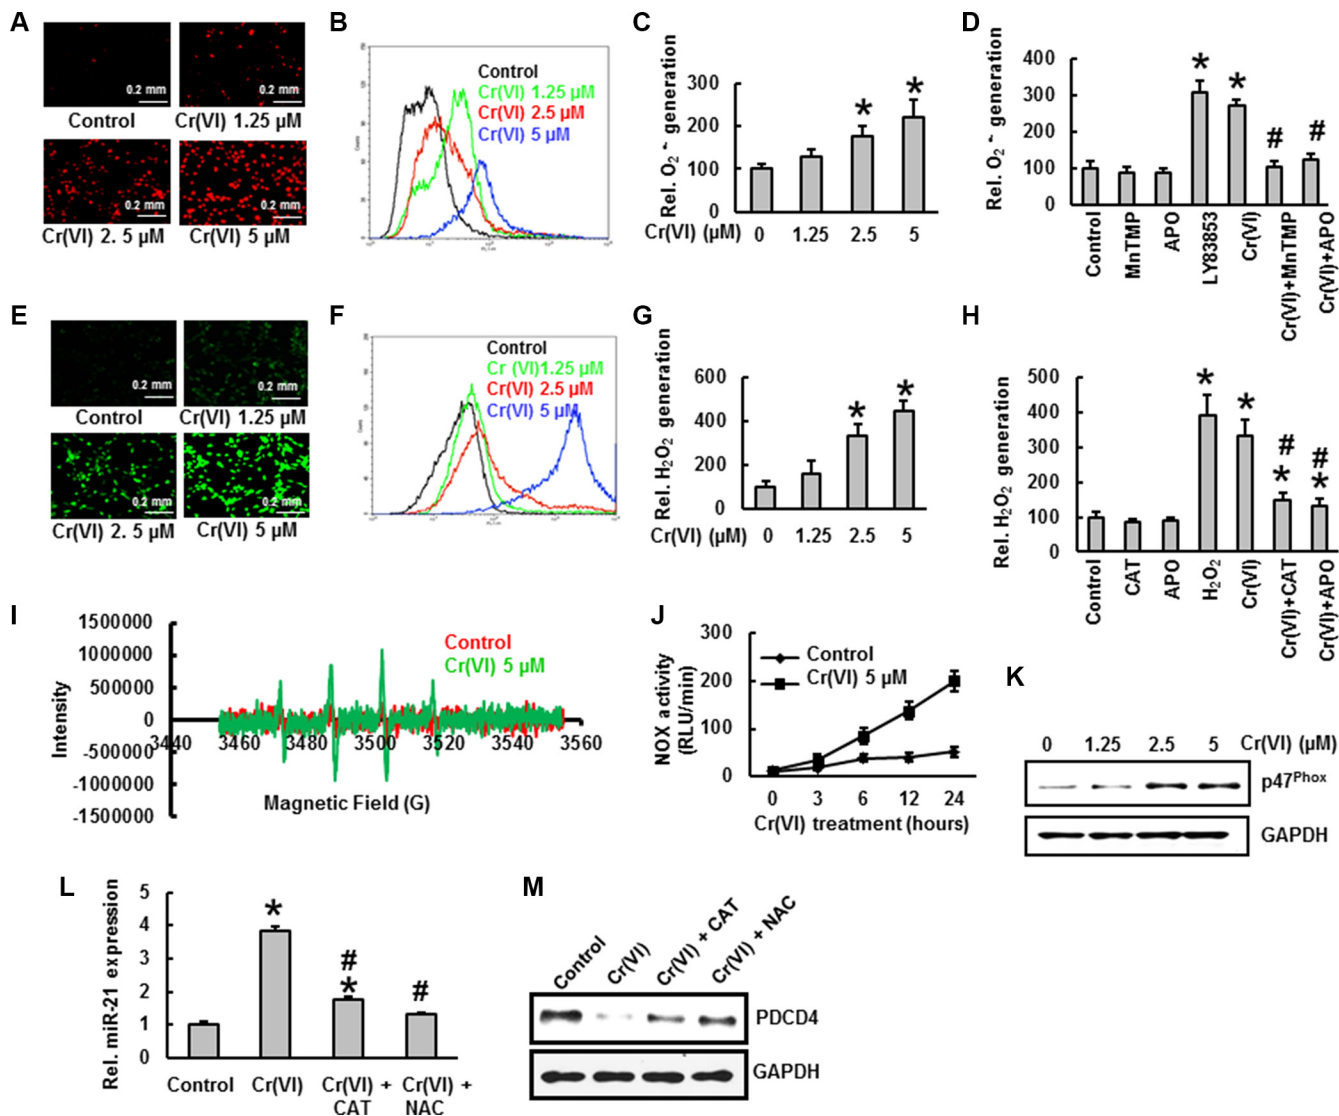 A
0.2 mm
0.2 mm
Control
Cr(VI) 1.25 µM
0.2 mm
0.2 mm
Cr(VI) 2. 5 µM
Cr(VI) 5 µM
B
Control
Cr(VI) 1.25 µM
Cr(VI) 2.5 µM
Cr(VI) 5 µM
C
Rel. O₂•- generation
300
200
100
0
*
*
Cr(VI) (µM)
0
1.25
2.5
5
D
Rel. O₂•- generation
400
300
200
100
0
*
*
#
#
Control
MnTMP
APO
LY83853
Cr(VI)
Cr(VI)+MnTMP
Cr(VI)+APO
E
0.2 mm
0.2 mm
Control
Cr(VI) 1.25 µM
0.2 mm
0.2 mm
Cr(VI) 2. 5 µM
Cr(VI) 5 µM
F
Control
Cr (VI)1.25 µM
Cr(VI) 2.5 µM
Cr(VI) 5 µM
G
Rel. H₂O₂ generation
600
400
200
0
*
*
Cr(VI) (µM)
0
1.25
2.5
5
H
Rel. H₂O₂ generation
500
400
300
200
100
0
*
*
#
*
#
*
Control
CAT
APO
H₂O₂
Cr(VI)
Cr(VI)+CAT
Cr(VI)+APO
I
Intensity
1500000
1000000
500000
0
-500000
-1000000
-1500000
Control
Cr(VI) 5 µM
3440
3460
3480
3500
3520
3540
3560
Magnetic Field (G)
J
NOX activity
(RLU/min)
300
200
100
0
Control
Cr(VI) 5 µM
0
3
6
12
24
Cr(VI) treatment (hours)
K
0
1.25
2.5
5
Cr(VI) (µM)
p47Phox
GAPDH
L
Rel. miR-21 expression
5
4
3
2
1
0
*
#
*
#
Control
Cr(VI)
Cr(VI) +
CAT
Cr(VI) +
NAC
M
Control
Cr(VI)
Cr(VI) + CAT
Cr(VI) + NAC
PDCD4
GAPDH